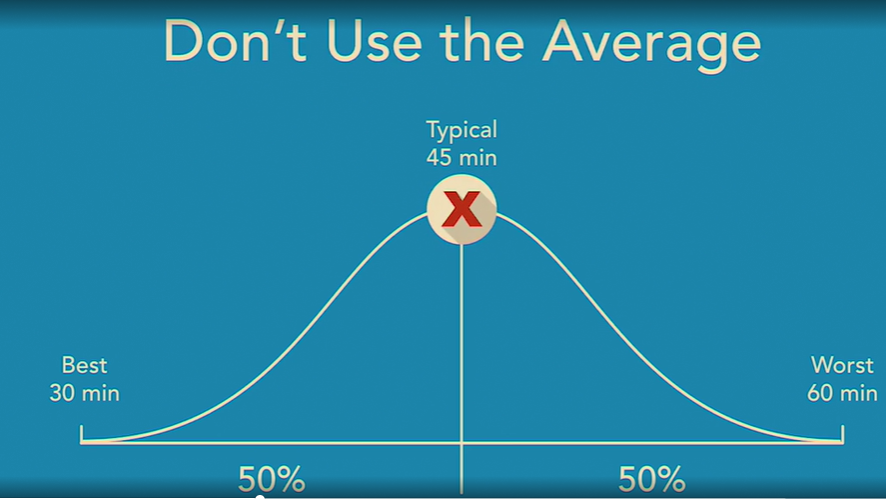 Don't Use the Average
Typical
45 min
X
Best
30 min
Worst
60 min
50%
50%